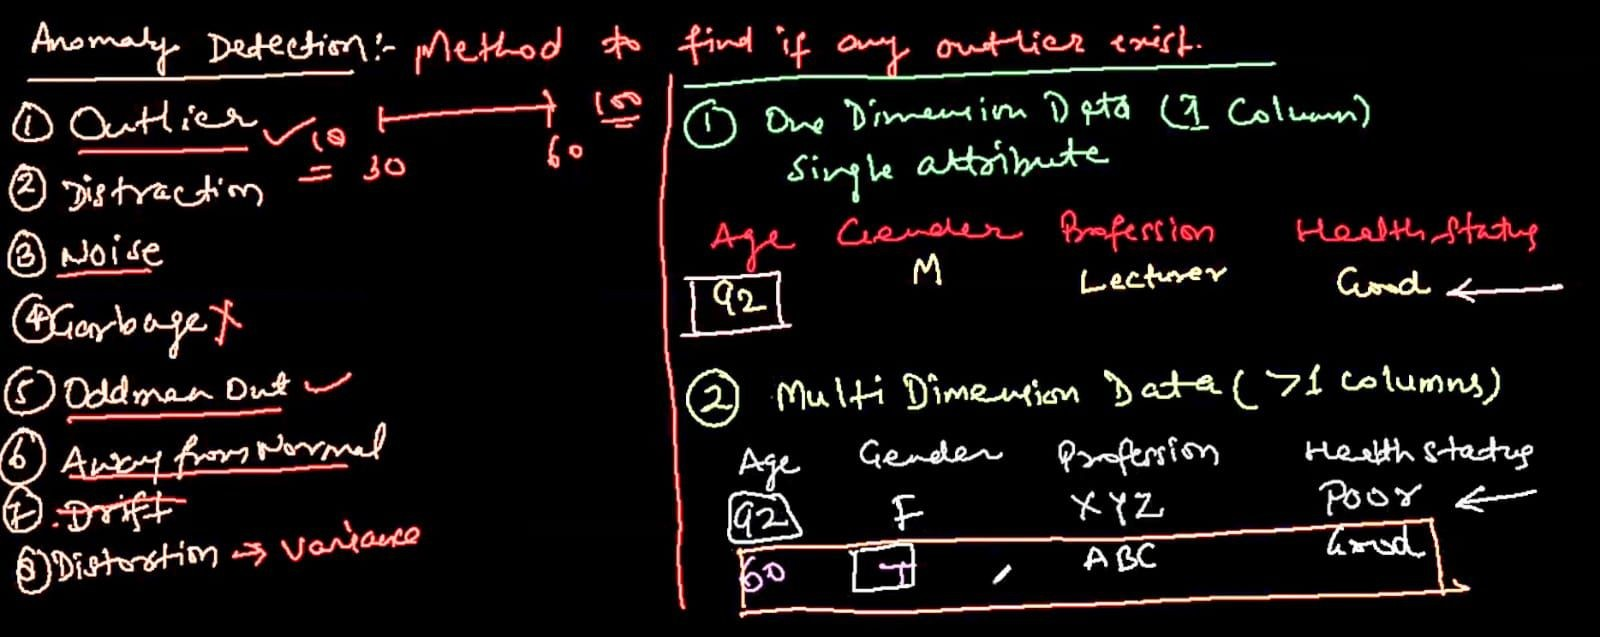 Anomaly Detection:- Method to find if any outlier exist.
① Outlier ✓ 10 30 60 100
② Distraction
③ Noise
④ Garbage X
⑤ Oddman Out ✓
⑥ Away from Normal
⑦. Drift
⑧ Distortion → Variance
① One Dimension Data (1 Column)
Single attribute
Age Gender Profession Health Status
92 M Lecturer Good ←
② Multi Dimension Data (>1 columns)
Age Gender Profession Health Status
92 F XYZ Poor ←
60 T ABC Good